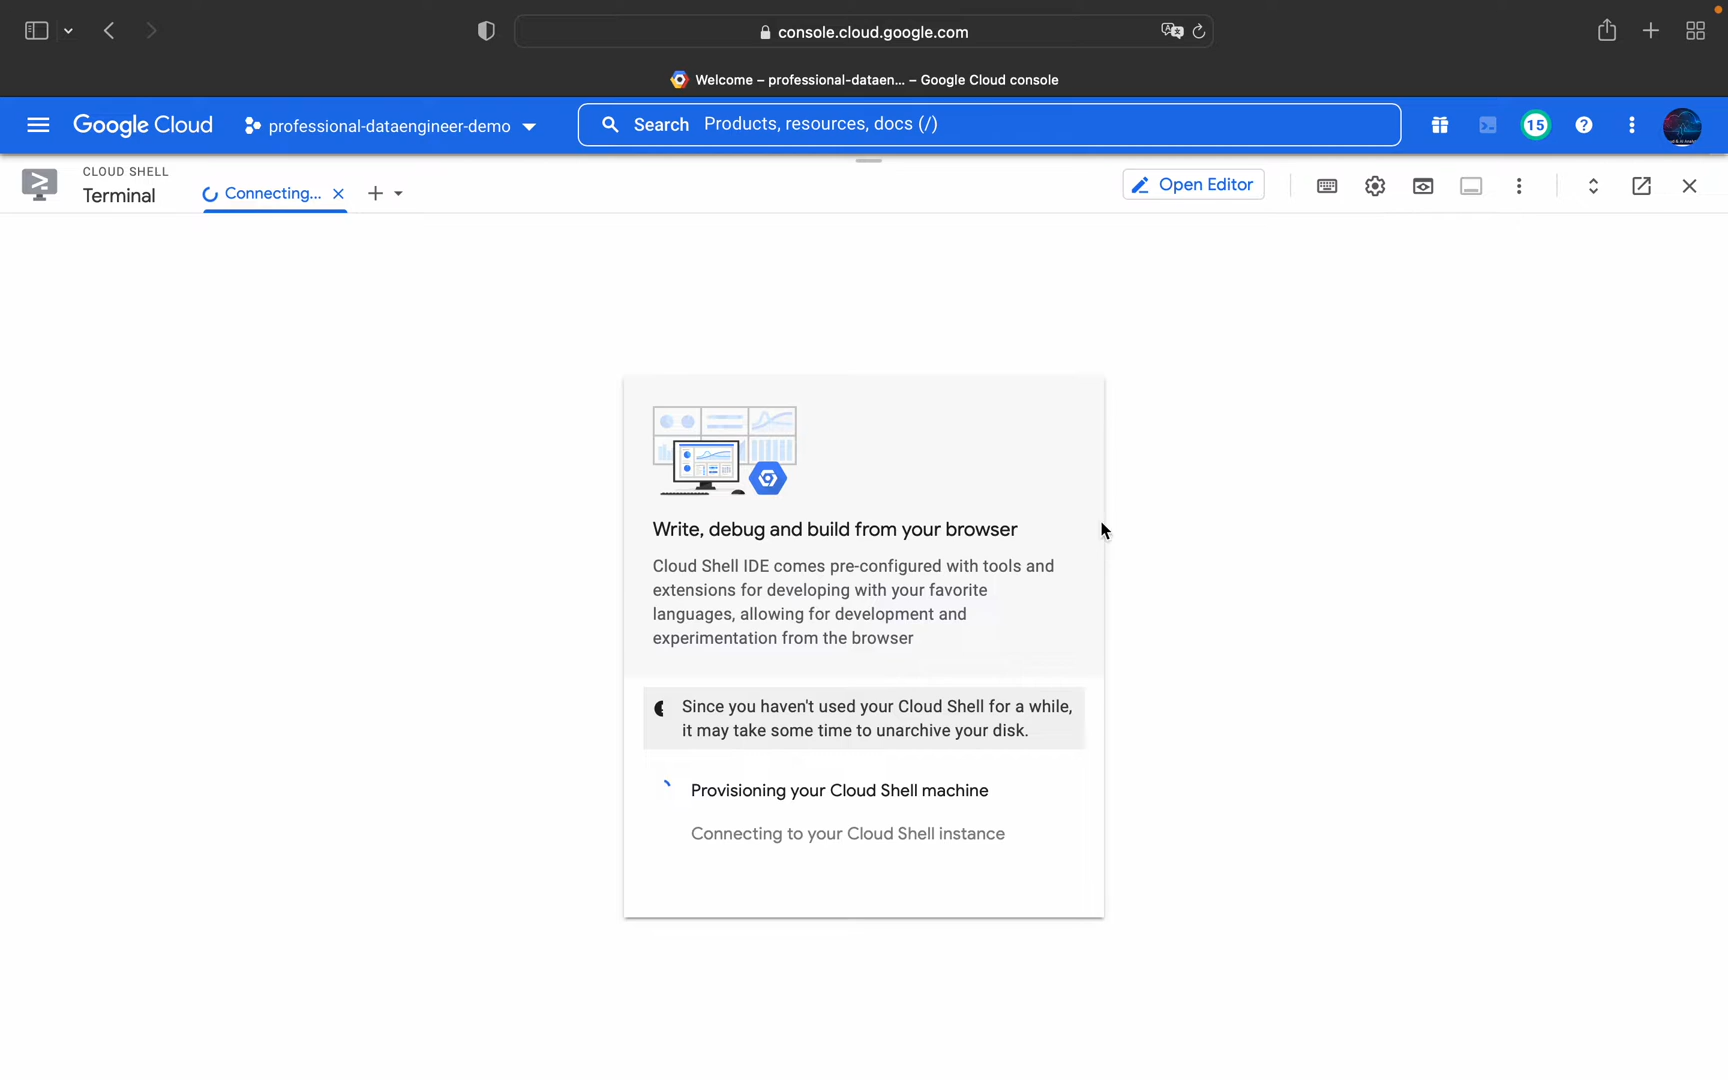 console.cloud.google.com
Welcome – professional-dataen... – Google Cloud console
Google Cloud
professional-dataengineer-demo
Search Products, resources, docs (/)
15
CLOUD SHELL
Terminal
Connecting...
Open Editor
Write, debug and build from your browser
Cloud Shell IDE comes pre-configured with tools and
extensions for developing with your favorite
languages, allowing for development and
experimentation from the browser
Since you haven't used your Cloud Shell for a while,
it may take some time to unarchive your disk.
Provisioning your Cloud Shell machine
Connecting to your Cloud Shell instance